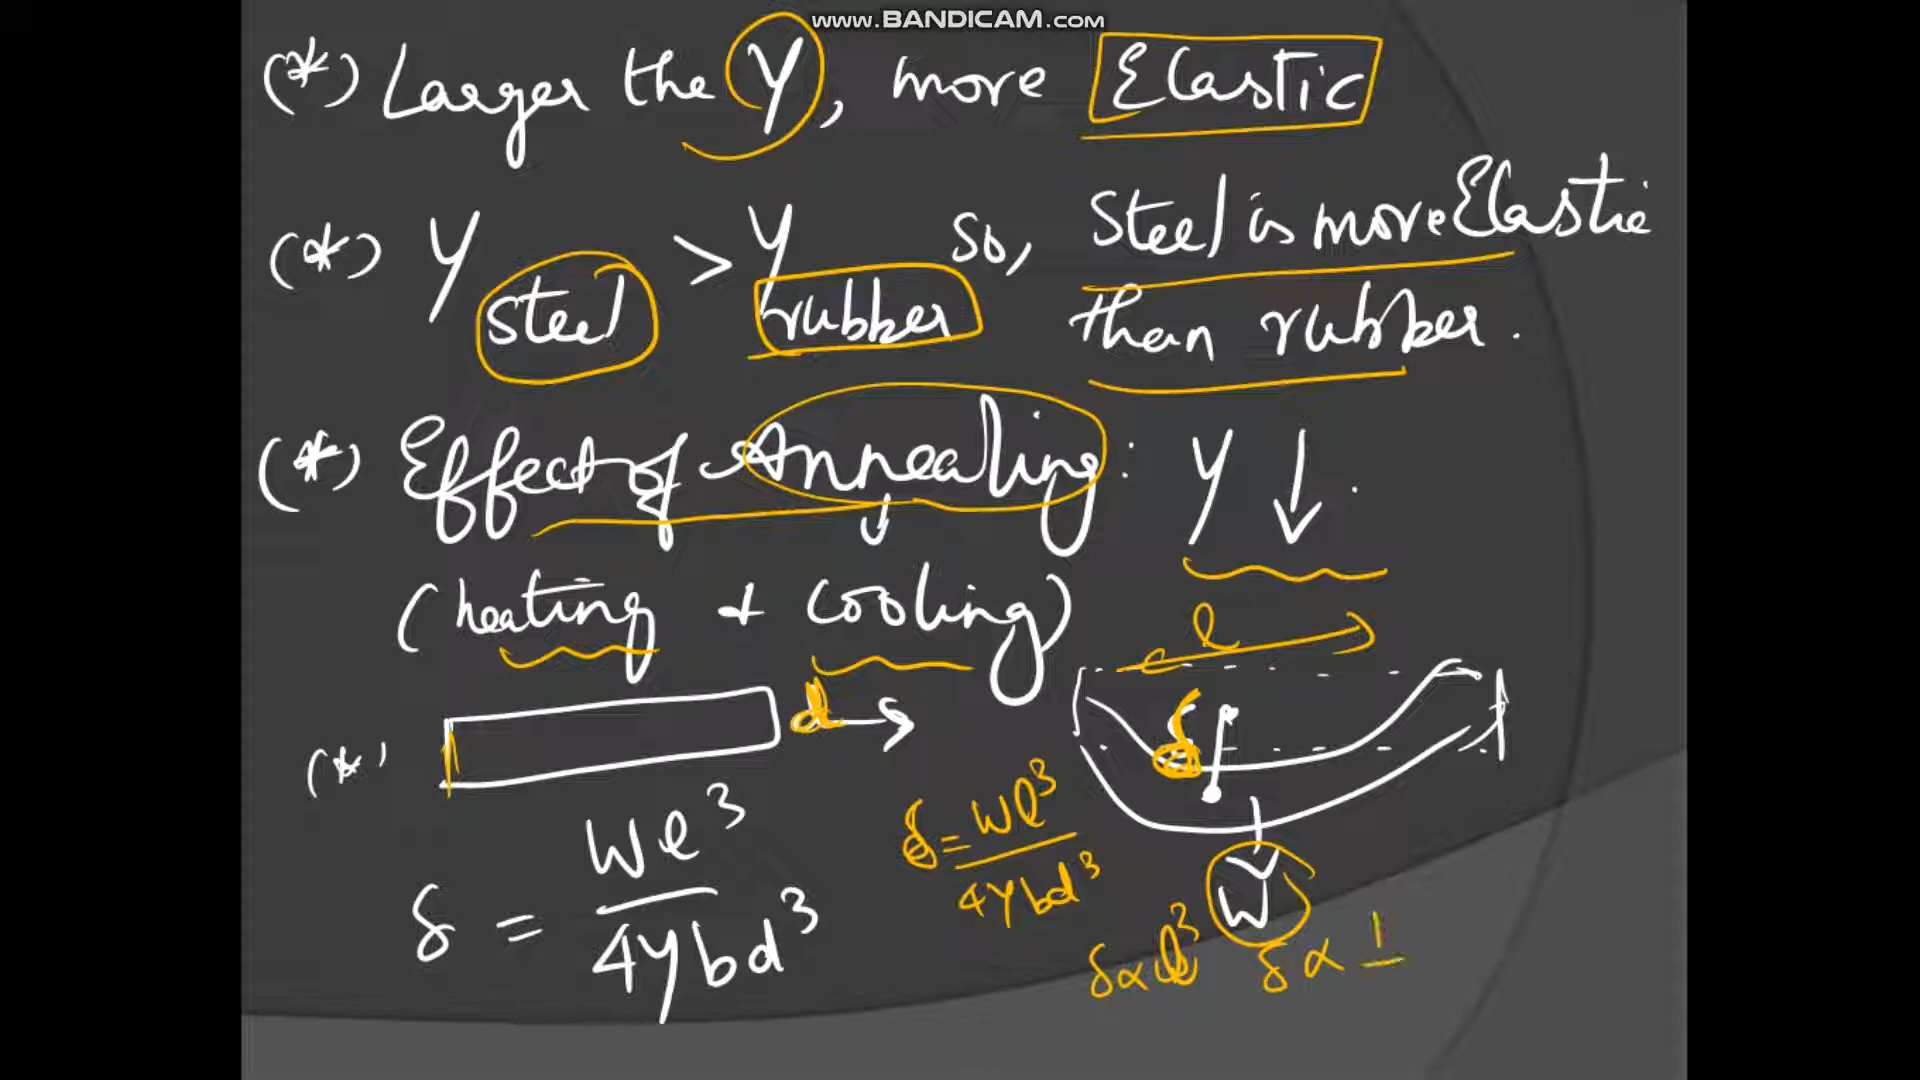 www.BANDICAM.com
(*) Larger the Y, more Elastic
(*) Y steel > Y rubber so, Steel is more Elastic
than rubber.
(*) Effect of Annealing: Y ↓.
(heating + cooling)
l
(*) d → δ
δ = Wl³/4Ybd³
δ = Wl³/4Ybd³
W
δ α l³ δ α 1